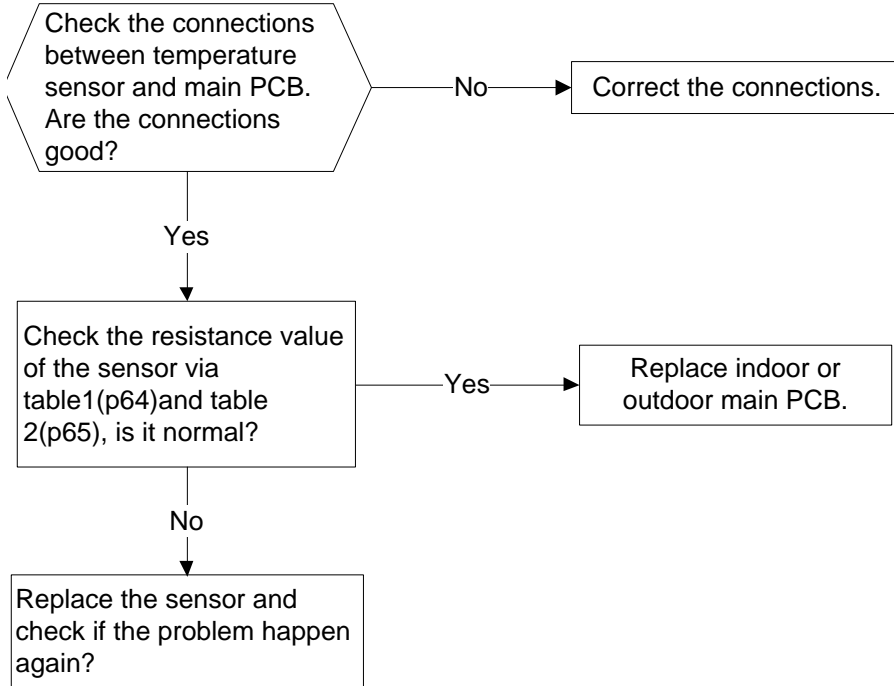 Check the connections
between temperature
sensor and main PCB.
Are the connections
good?
No
Correct the connections.
Yes
Check the resistance value
of the sensor via
table1(p64)and table
2(p65), is it normal?
Yes
Replace indoor or
outdoor main PCB.
No
Replace the sensor and
check if the problem happen
again?